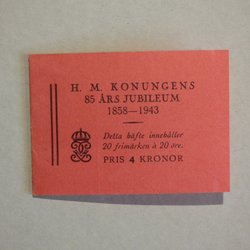 H. M. KONUNGENS
85 ÅRS JUBILEUM
1858—1943
Detta häfte innehåller
20 frimärken à 20 öre.
PRIS 4 KRONOR